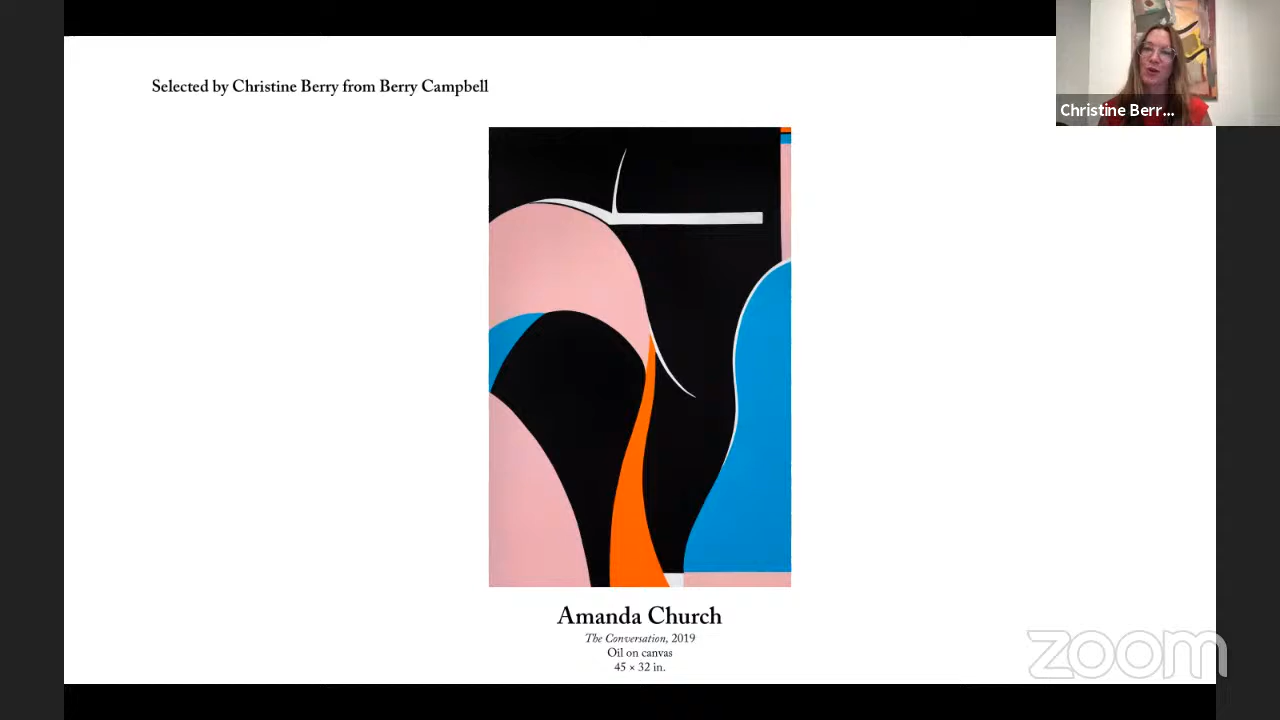 Selected by Christine Berry from Berry Campbell
Christine Berr...
Amanda Church
The Conversation, 2019
Oil on canvas
45 × 32 in.
zoom